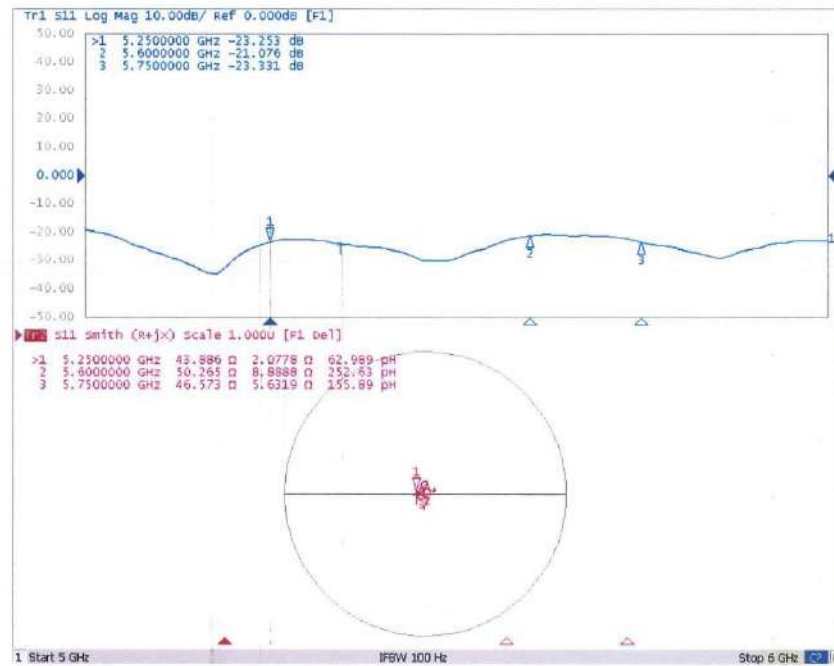 Tr1 S11 Log Mag 10.00dB/ Ref 0.000dB [F1]
50.00
>1 5.2500000 GHz -23.253 dB
2 5.6000000 GHz -21.076 dB
3 5.7500000 GHz -23.331 dB
40.00
30.00
20.00
10.00
0.000
-10.00
1
-20.00
2
3
1
-30.00
-40.00
-50.00
Tr2 S11 Smith (R+jX) Scale 1.000U [F1 Del]
>1 5.2500000 GHz 43.886 Ω 2.0778 Ω 62.989 pH
2 5.6000000 GHz 50.265 Ω 8.8888 Ω 252.63 pH
3 5.7500000 GHz 46.573 Ω 5.6319 Ω 155.89 pH
1
1 Start 5 GHz IFBW 100 Hz Stop 6 GHz C?